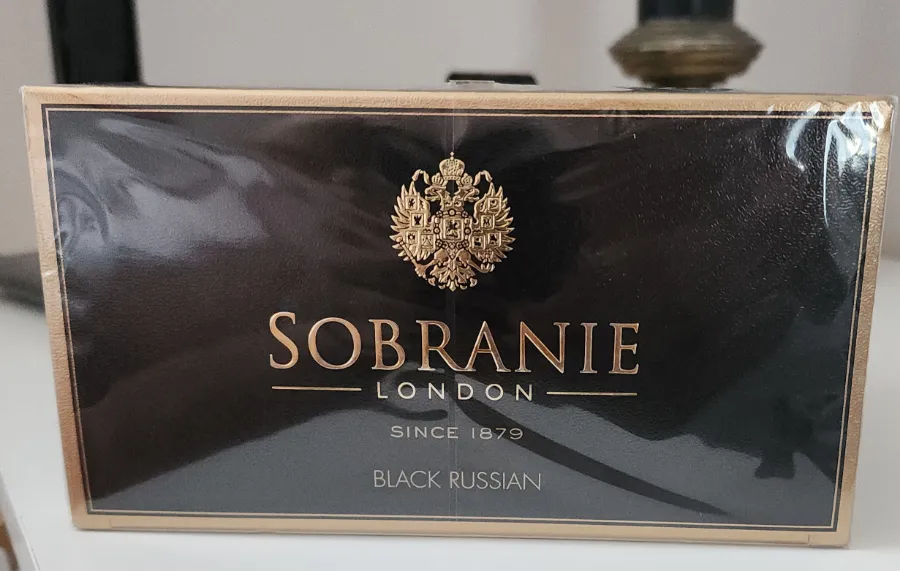 SOBRANIE
LONDON
SINCE 1879
BLACK RUSSIAN